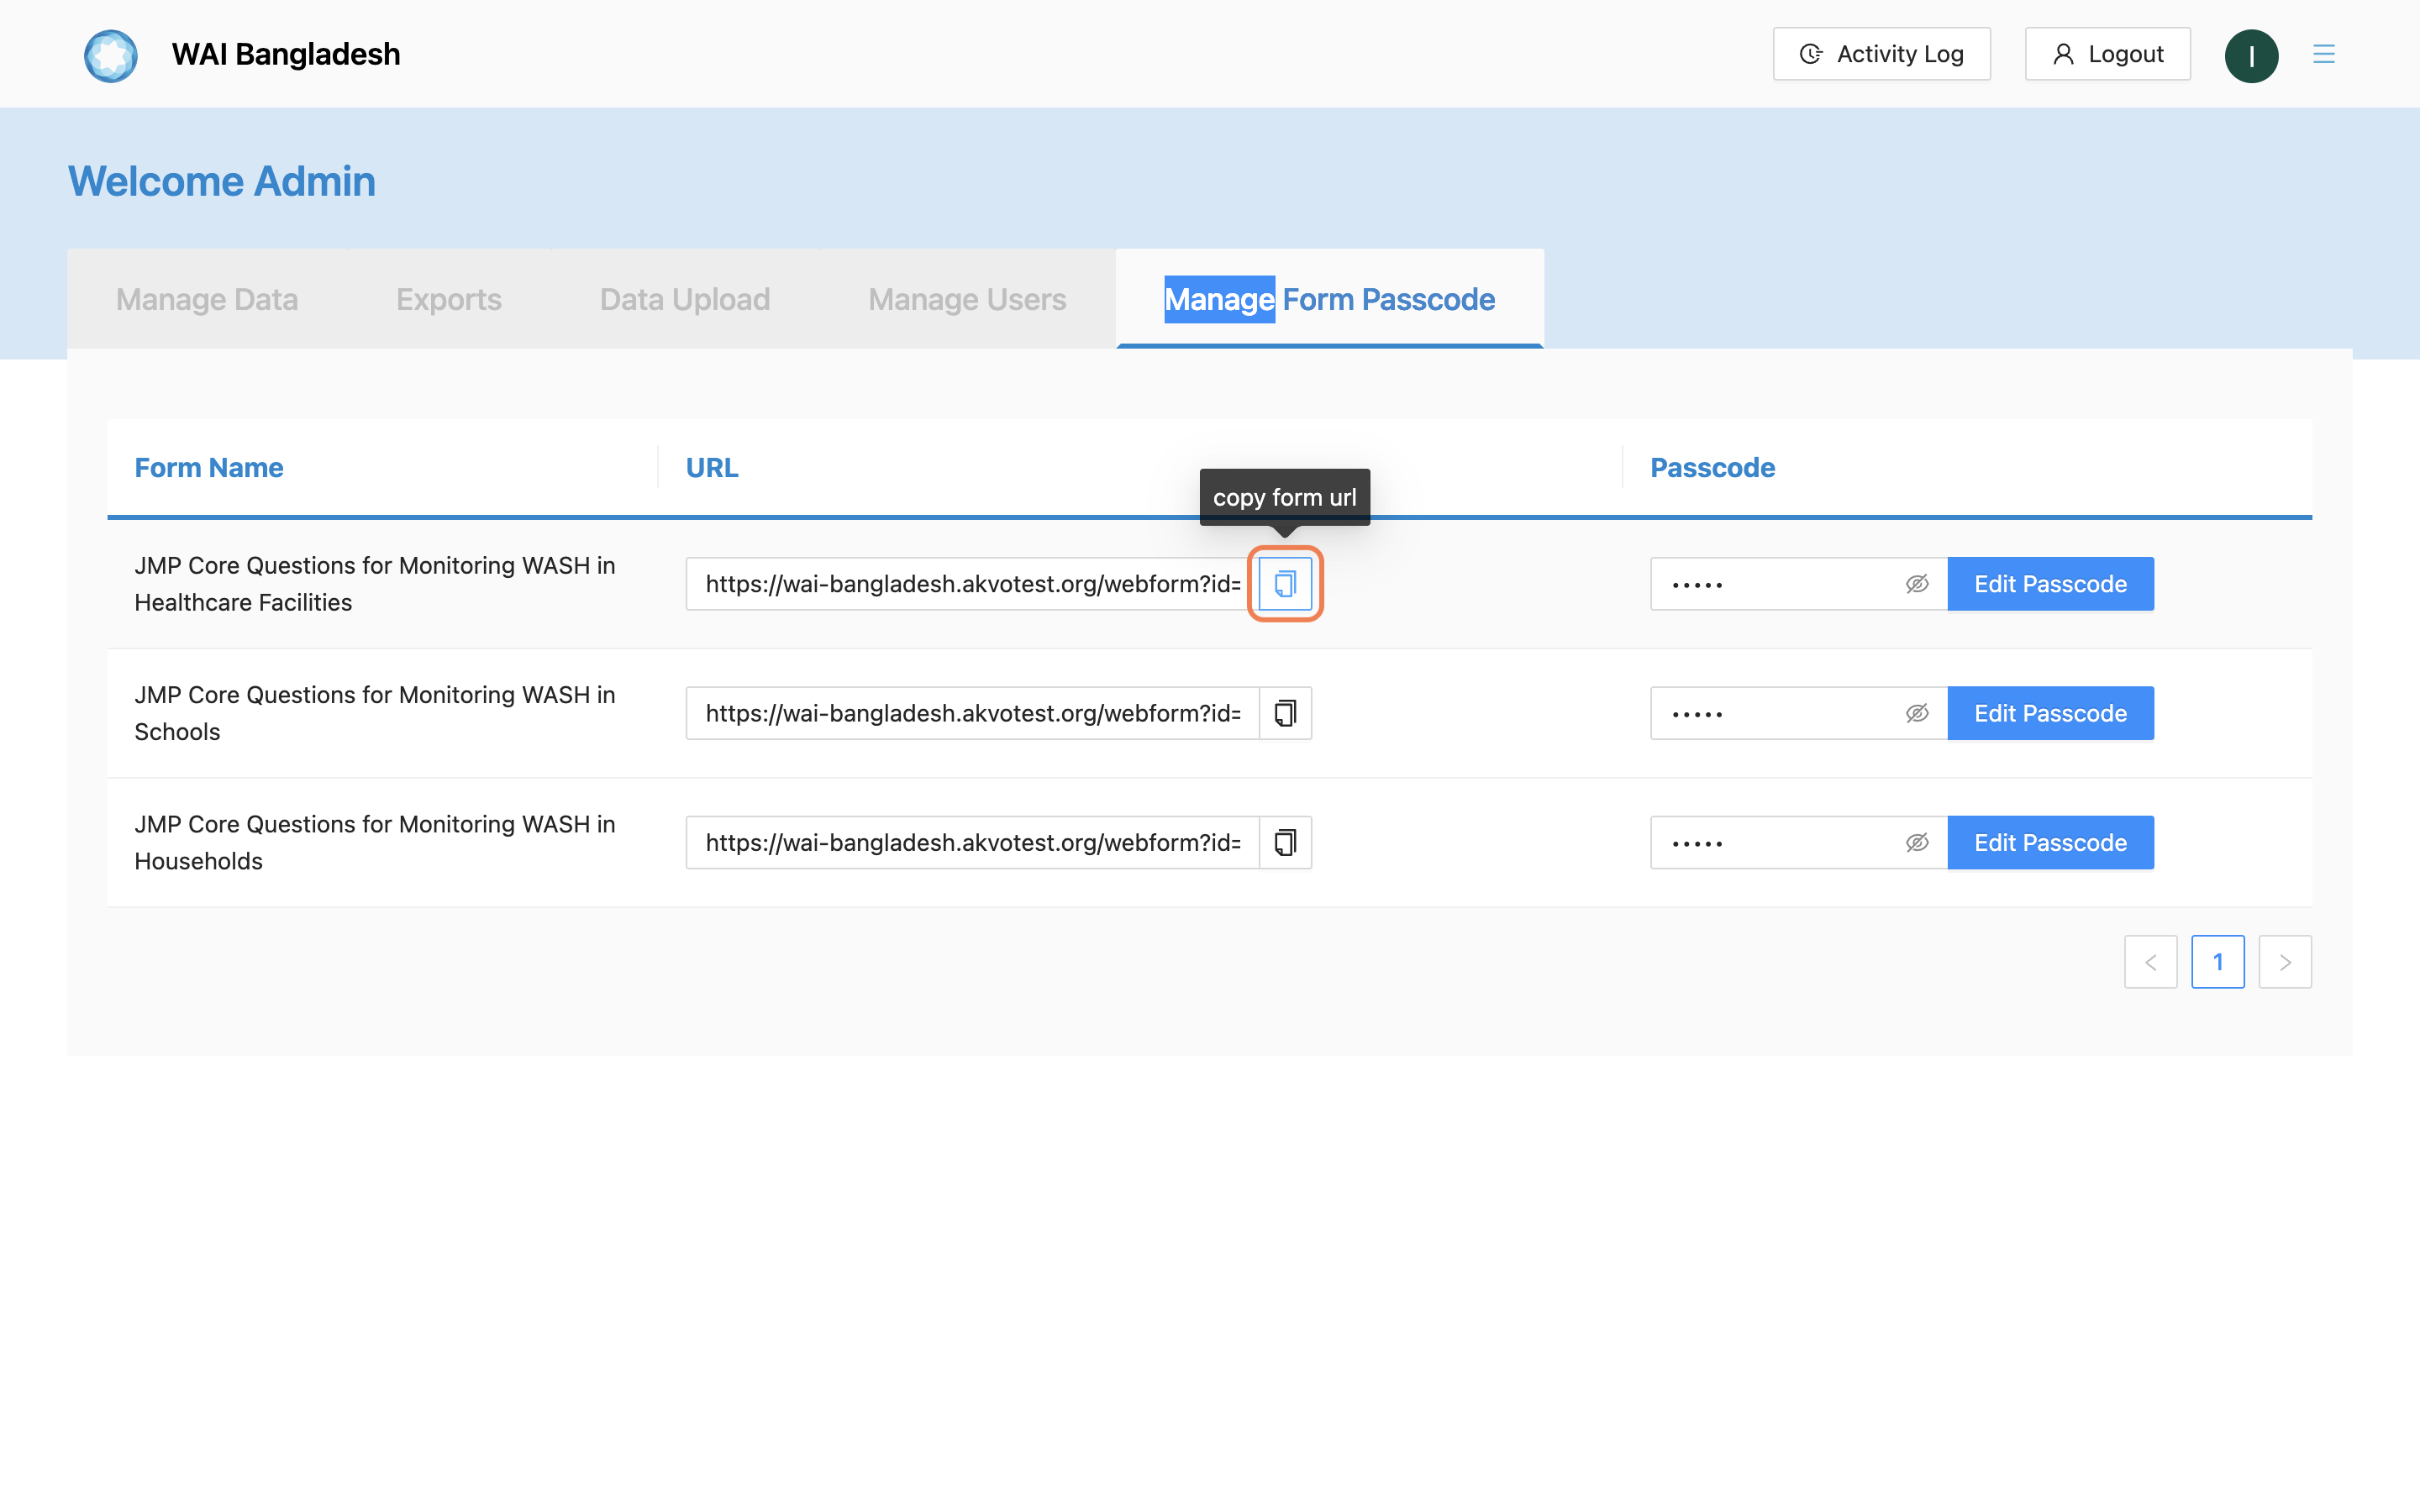 WAI Bangladesh
Activity Log
Logout
I
Welcome Admin
Manage Data
Exports
Data Upload
Manage Users
Manage Form Passcode
Form Name
URL
Passcode
copy form url
JMP Core Questions for Monitoring WASH in
Healthcare Facilities
https://wai-bangladesh.akvotest.org/webform?id=
•••••
Edit Passcode
JMP Core Questions for Monitoring WASH in
Schools
https://wai-bangladesh.akvotest.org/webform?id=
•••••
Edit Passcode
JMP Core Questions for Monitoring WASH in
Households
https://wai-bangladesh.akvotest.org/webform?id=
•••••
Edit Passcode
< 1 >